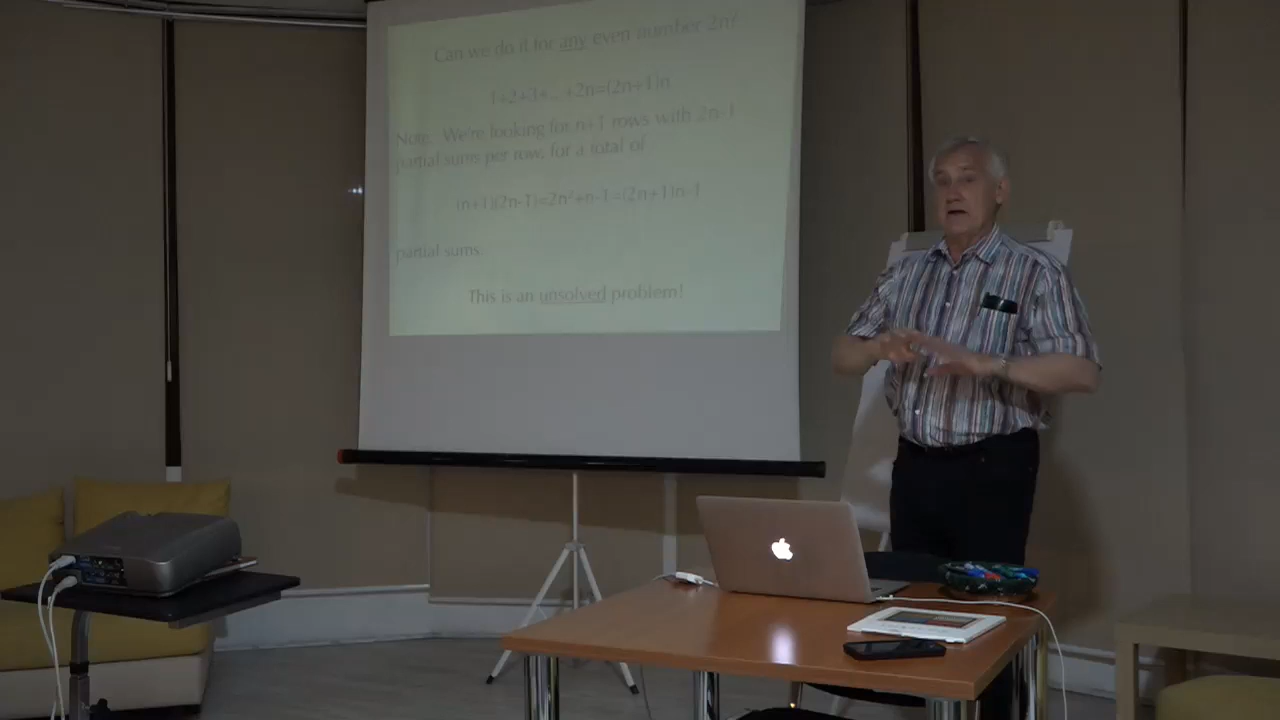 Can we do it for any even number 2n?
1+2+3+...+2n=(2n+1)n
Note: We're looking for n+1 rows with 2n-1
partial sums per row, for a total of
(n+1)(2n-1)=2n²+n-1=(2n+1)n-1
partial sums.
This is an unsolved problem!